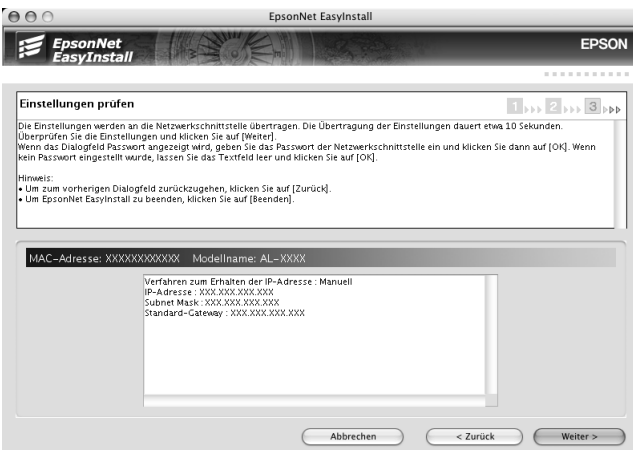 EpsonNet EasyInstall
EpsonNet
EasyInstall
EPSON
Einstellungen prüfen
1 2 3
Die Einstellungen werden an die Netzwerkschnittstelle übertragen. Die Übertragung der Einstellungen dauert etwa 10 Sekunden.
Überprüfen Sie die Einstellungen und klicken Sie auf [Weiter].
Wenn das Dialogfeld Passwort angezeigt wird, geben Sie das Passwort der Netzwerkschnittstelle ein und klicken Sie dann auf [OK]. Wenn
kein Passwort eingestellt wurde, lassen Sie das Textfeld leer und klicken Sie auf [OK].
Hinweis:
• Um zum vorherigen Dialogfeld zurückzugehen, klicken Sie auf [Zurück].
• Um EpsonNet EasyInstall zu beenden, klicken Sie auf [Beenden].
MAC-Adresse: XXXXXXXXXXXX Modellname: AL-XXXX
Verfahren zum Erhalten der IP-Adresse : Manuell
IP-Adresse : XXX.XXX.XXX.XXX
Subnet Mask : XXX.XXX.XXX.XXX
Standard-Gateway : XXX.XXX.XXX.XXX
Abbrechen < Zurück Weiter >